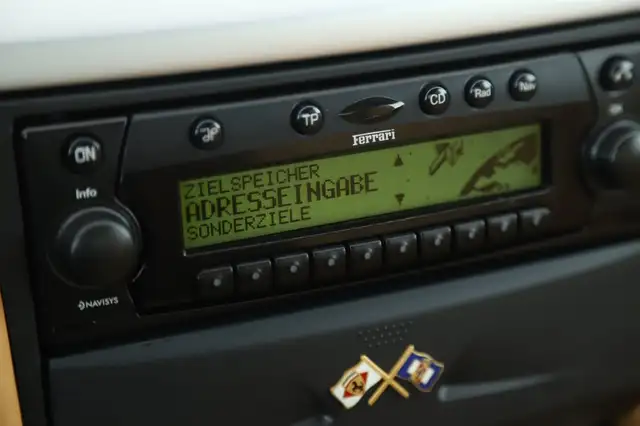 ON
TP
CD
Rad
Nav
Info
Ferrari
ZIELSPEICHER
ADRESSEINGABE
SONDERZIELE
NAVISYS